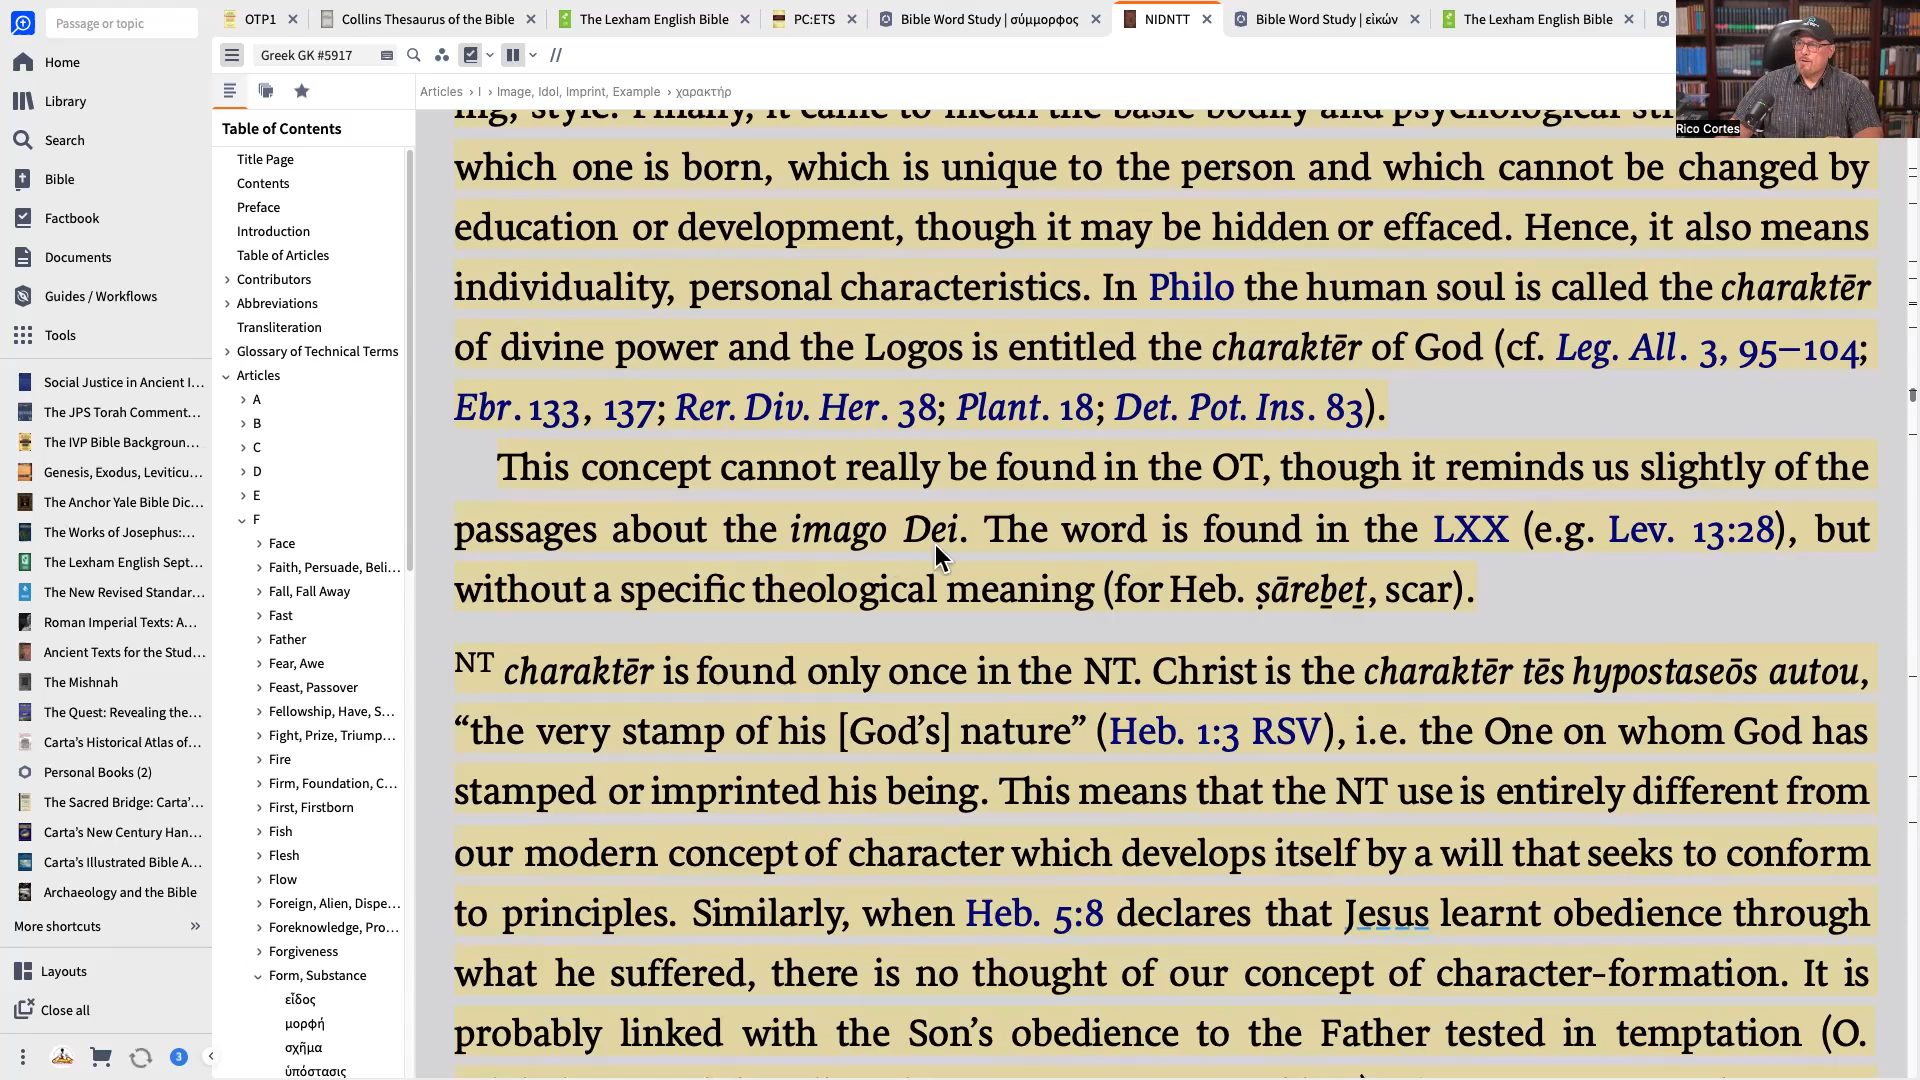 Passage or topic
Home
Library
Search
Bible
Factbook
Documents
Guides / Workflows
Tools
Social Justice in Ancient I...
The JPS Torah Comment...
The IVP Bible Backgroun...
Genesis, Exodus, Leviticu...
The Anchor Yale Bible Dic...
The Works of Josephus:...
The Lexham English Sept...
The New Revised Standar...
Roman Imperial Texts: A...
Ancient Texts for the Stud...
The Mishnah
The Quest: Revealing the...
Carta's Historical Atlas of...
Personal Books (2)
The Sacred Bridge: Carta'...
Carta's New Century Han...
Carta's Illustrated Bible A...
Archaeology and the Bible
More shortcuts
Layouts
Close all
3
OTP1
Collins Thesaurus of the Bible
The Lexham English Bible
PC:ETS
Bible Word Study | σύμμορφος
NIDNTT
Bible Word Study | εἰκών
The Lexham English Bible
Greek GK #5917
Articles › I › Image, Idol, Imprint, Example › χαρακτήρ
Table of Contents
Title Page
Contents
Preface
Introduction
Table of Articles
Contributors
Abbreviations
Transliteration
Glossary of Technical Terms
Articles
A
B
C
D
E
F
Face
Faith, Persuade, Beli...
Fall, Fall Away
Fast
Father
Fear, Awe
Feast, Passover
Fellowship, Have, S...
Fight, Prize, Triump...
Fire
Firm, Foundation, C...
First, Firstborn
Fish
Flesh
Flow
Foreign, Alien, Dispe...
Foreknowledge, Pro...
Forgiveness
Form, Substance
εἶδος
μορφή
σχῆμα
ὑπόστασις
ing, style. Finally, it came to mean the basic bodily and psychological
which one is born, which is unique to the person and which cannot be changed by
education or development, though it may be hidden or effaced. Hence, it also means
individuality, personal characteristics. In Philo the human soul is called the charaktēr
of divine power and the Logos is entitled the charaktēr of God (cf. Leg. All. 3, 95–104;
Ebr. 133, 137; Rer. Div. Her. 38; Plant. 18; Det. Pot. Ins. 83).
This concept cannot really be found in the OT, though it reminds us slightly of the
passages about the imago Dei. The word is found in the LXX (e.g. Lev. 13:28), but
without a specific theological meaning (for Heb. ṣāreḇeṯ, scar).
NT charaktēr is found only once in the NT. Christ is the charaktēr tēs hypostaseōs autou,
“the very stamp of his [God’s] nature” (Heb. 1:3 RSV), i.e. the One on whom God has
stamped or imprinted his being. This means that the NT use is entirely different from
our modern concept of character which develops itself by a will that seeks to conform
to principles. Similarly, when Heb. 5:8 declares that Jesus learnt obedience through
what he suffered, there is no thought of our concept of character-formation. It is
probably linked with the Son’s obedience to the Father tested in temptation (O.
Rico Cortes